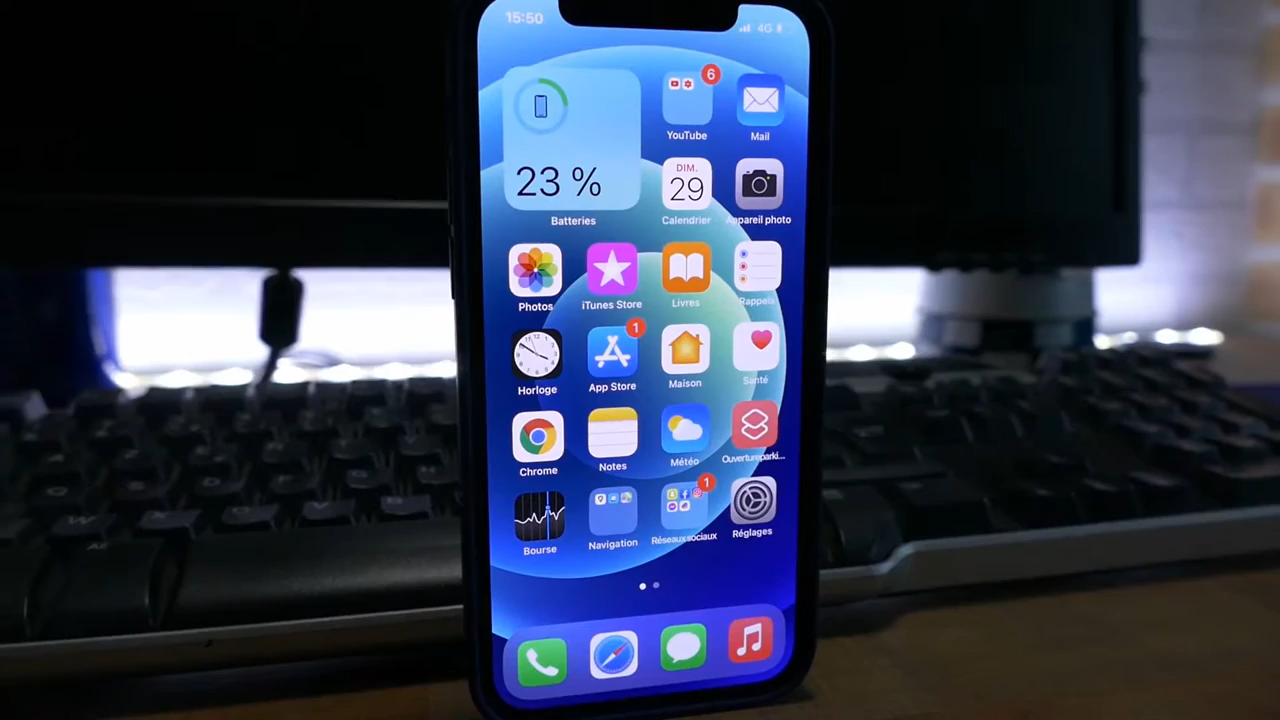 15:50
4G
6
YouTube
Mail
23 %
Batteries
DIM.
29
Calendrier
Appareil photo
Photos
iTunes Store
Livres
Rappels
Horloge
1
App Store
Maison
Santé
Chrome
Notes
Météo
Ouvertureparki...
Bourse
Navigation
1
Réseaux sociaux
Réglages